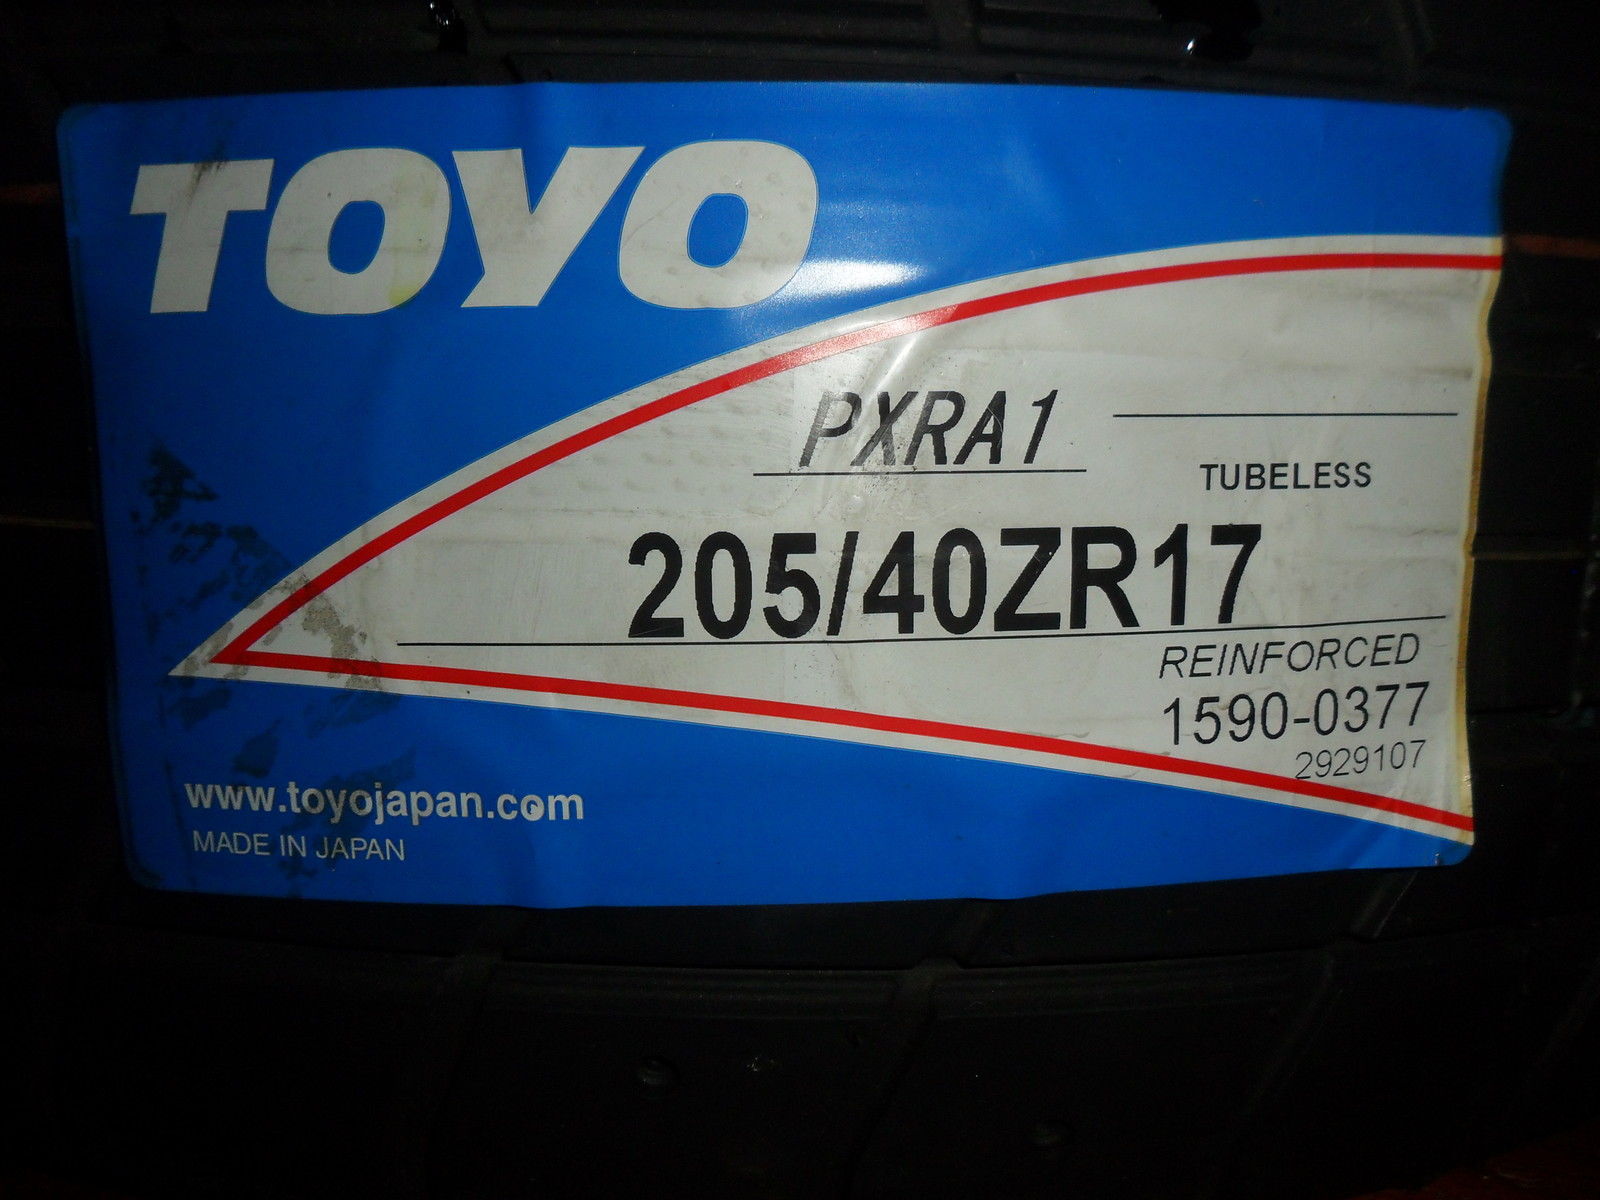 TOYO
PXRA1
TUBELESS
205/40ZR17
REINFORCED
1590-0377
2929107
www.toyojapan.com
MADE IN JAPAN